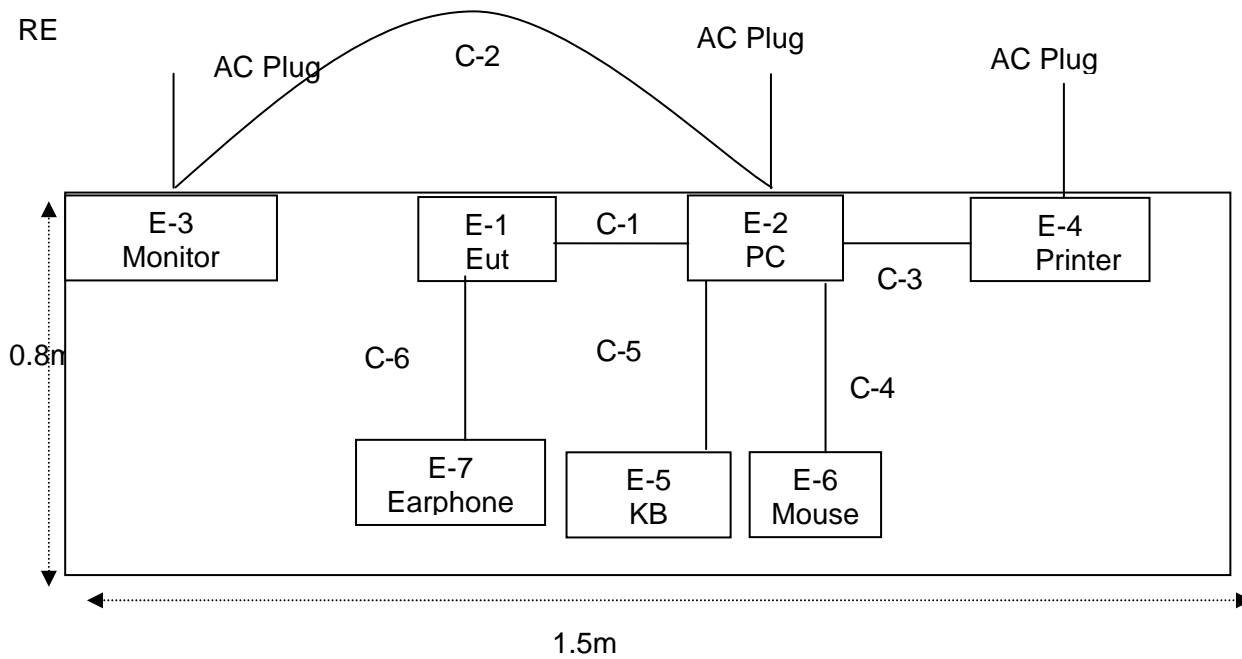 RE
AC Plug
C-2
AC Plug
AC Plug
E-3
Monitor
E-1
Eut
C-1
E-2
PC
C-3
E-4
Printer
0.8m
C-6
C-5
C-4
E-7
Earphone
E-5
KB
E-6
Mouse
1.5m